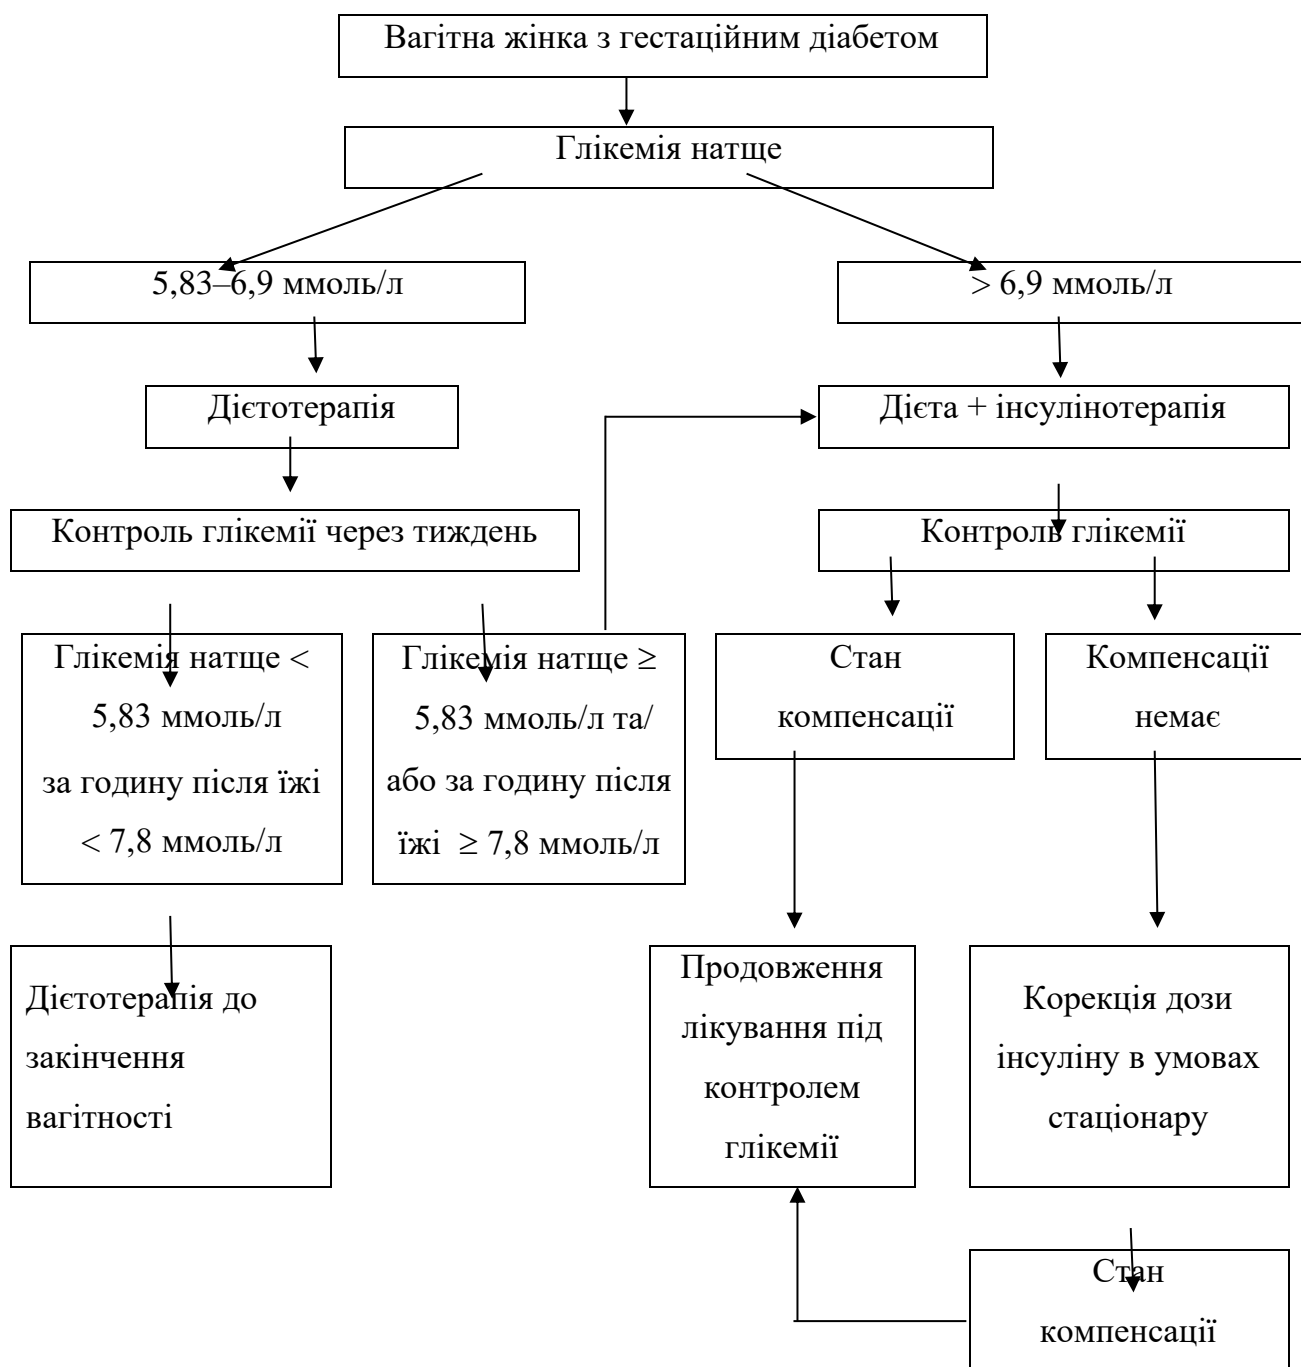 Вагітна жінка з гестаційним діабетом
Глікемія натще
5,83–6,9 ммоль/л
> 6,9 ммоль/л
Дієтотерапія
Дієта + інсулінотерапія
Контроль глікемії через тиждень
Контроль глікемії
Глікемія натще <
5,83 ммоль/л
за годину після їжі
< 7,8 ммоль/л
Глікемія натще ≥
5,83 ммоль/л та/
або за годину після
їжі ≥ 7,8 ммоль/л
Стан
компенсації
Компенсації
немає
Дієтотерапія до
закінчення
вагітності
Продовження
лікування під
контролем
глікемії
Корекція дози
інсуліну в умовах
стаціонару
Стан
компенсації